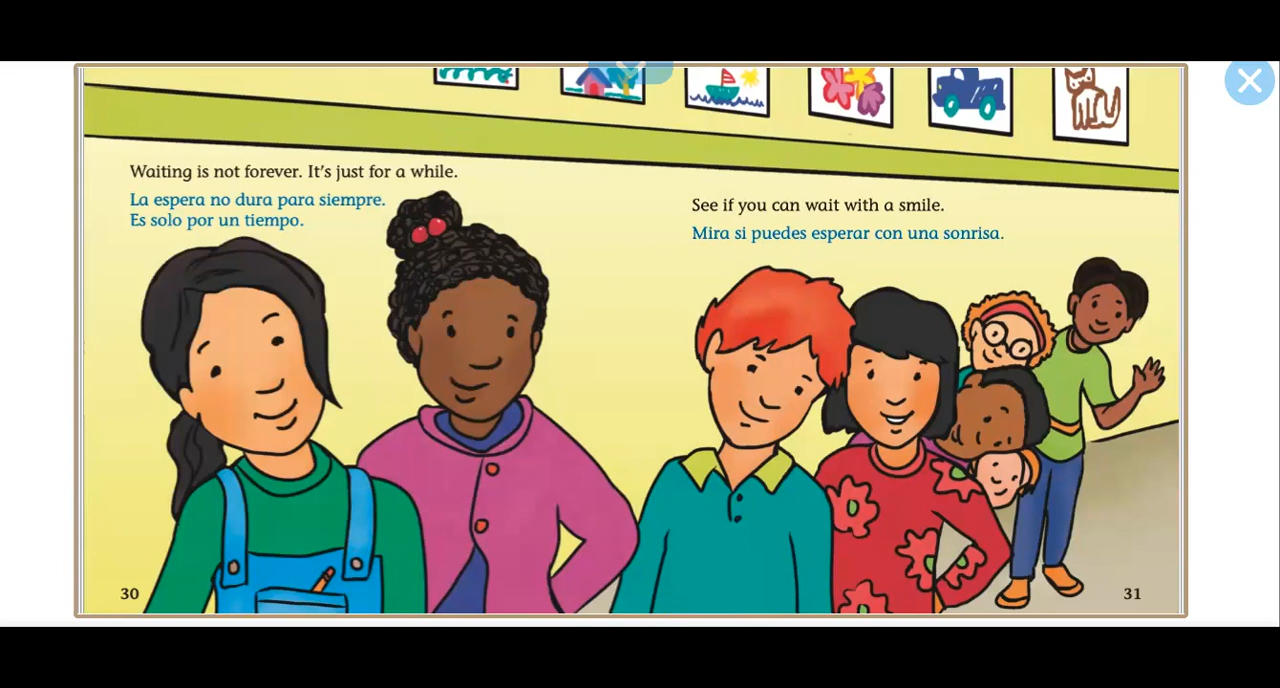 Waiting is not forever. It's just for a while.
La espera no dura para siempre.
Es solo por un tiempo.
See if you can wait with a smile.
Mira si puedes esperar con una sonrisa.
30
31